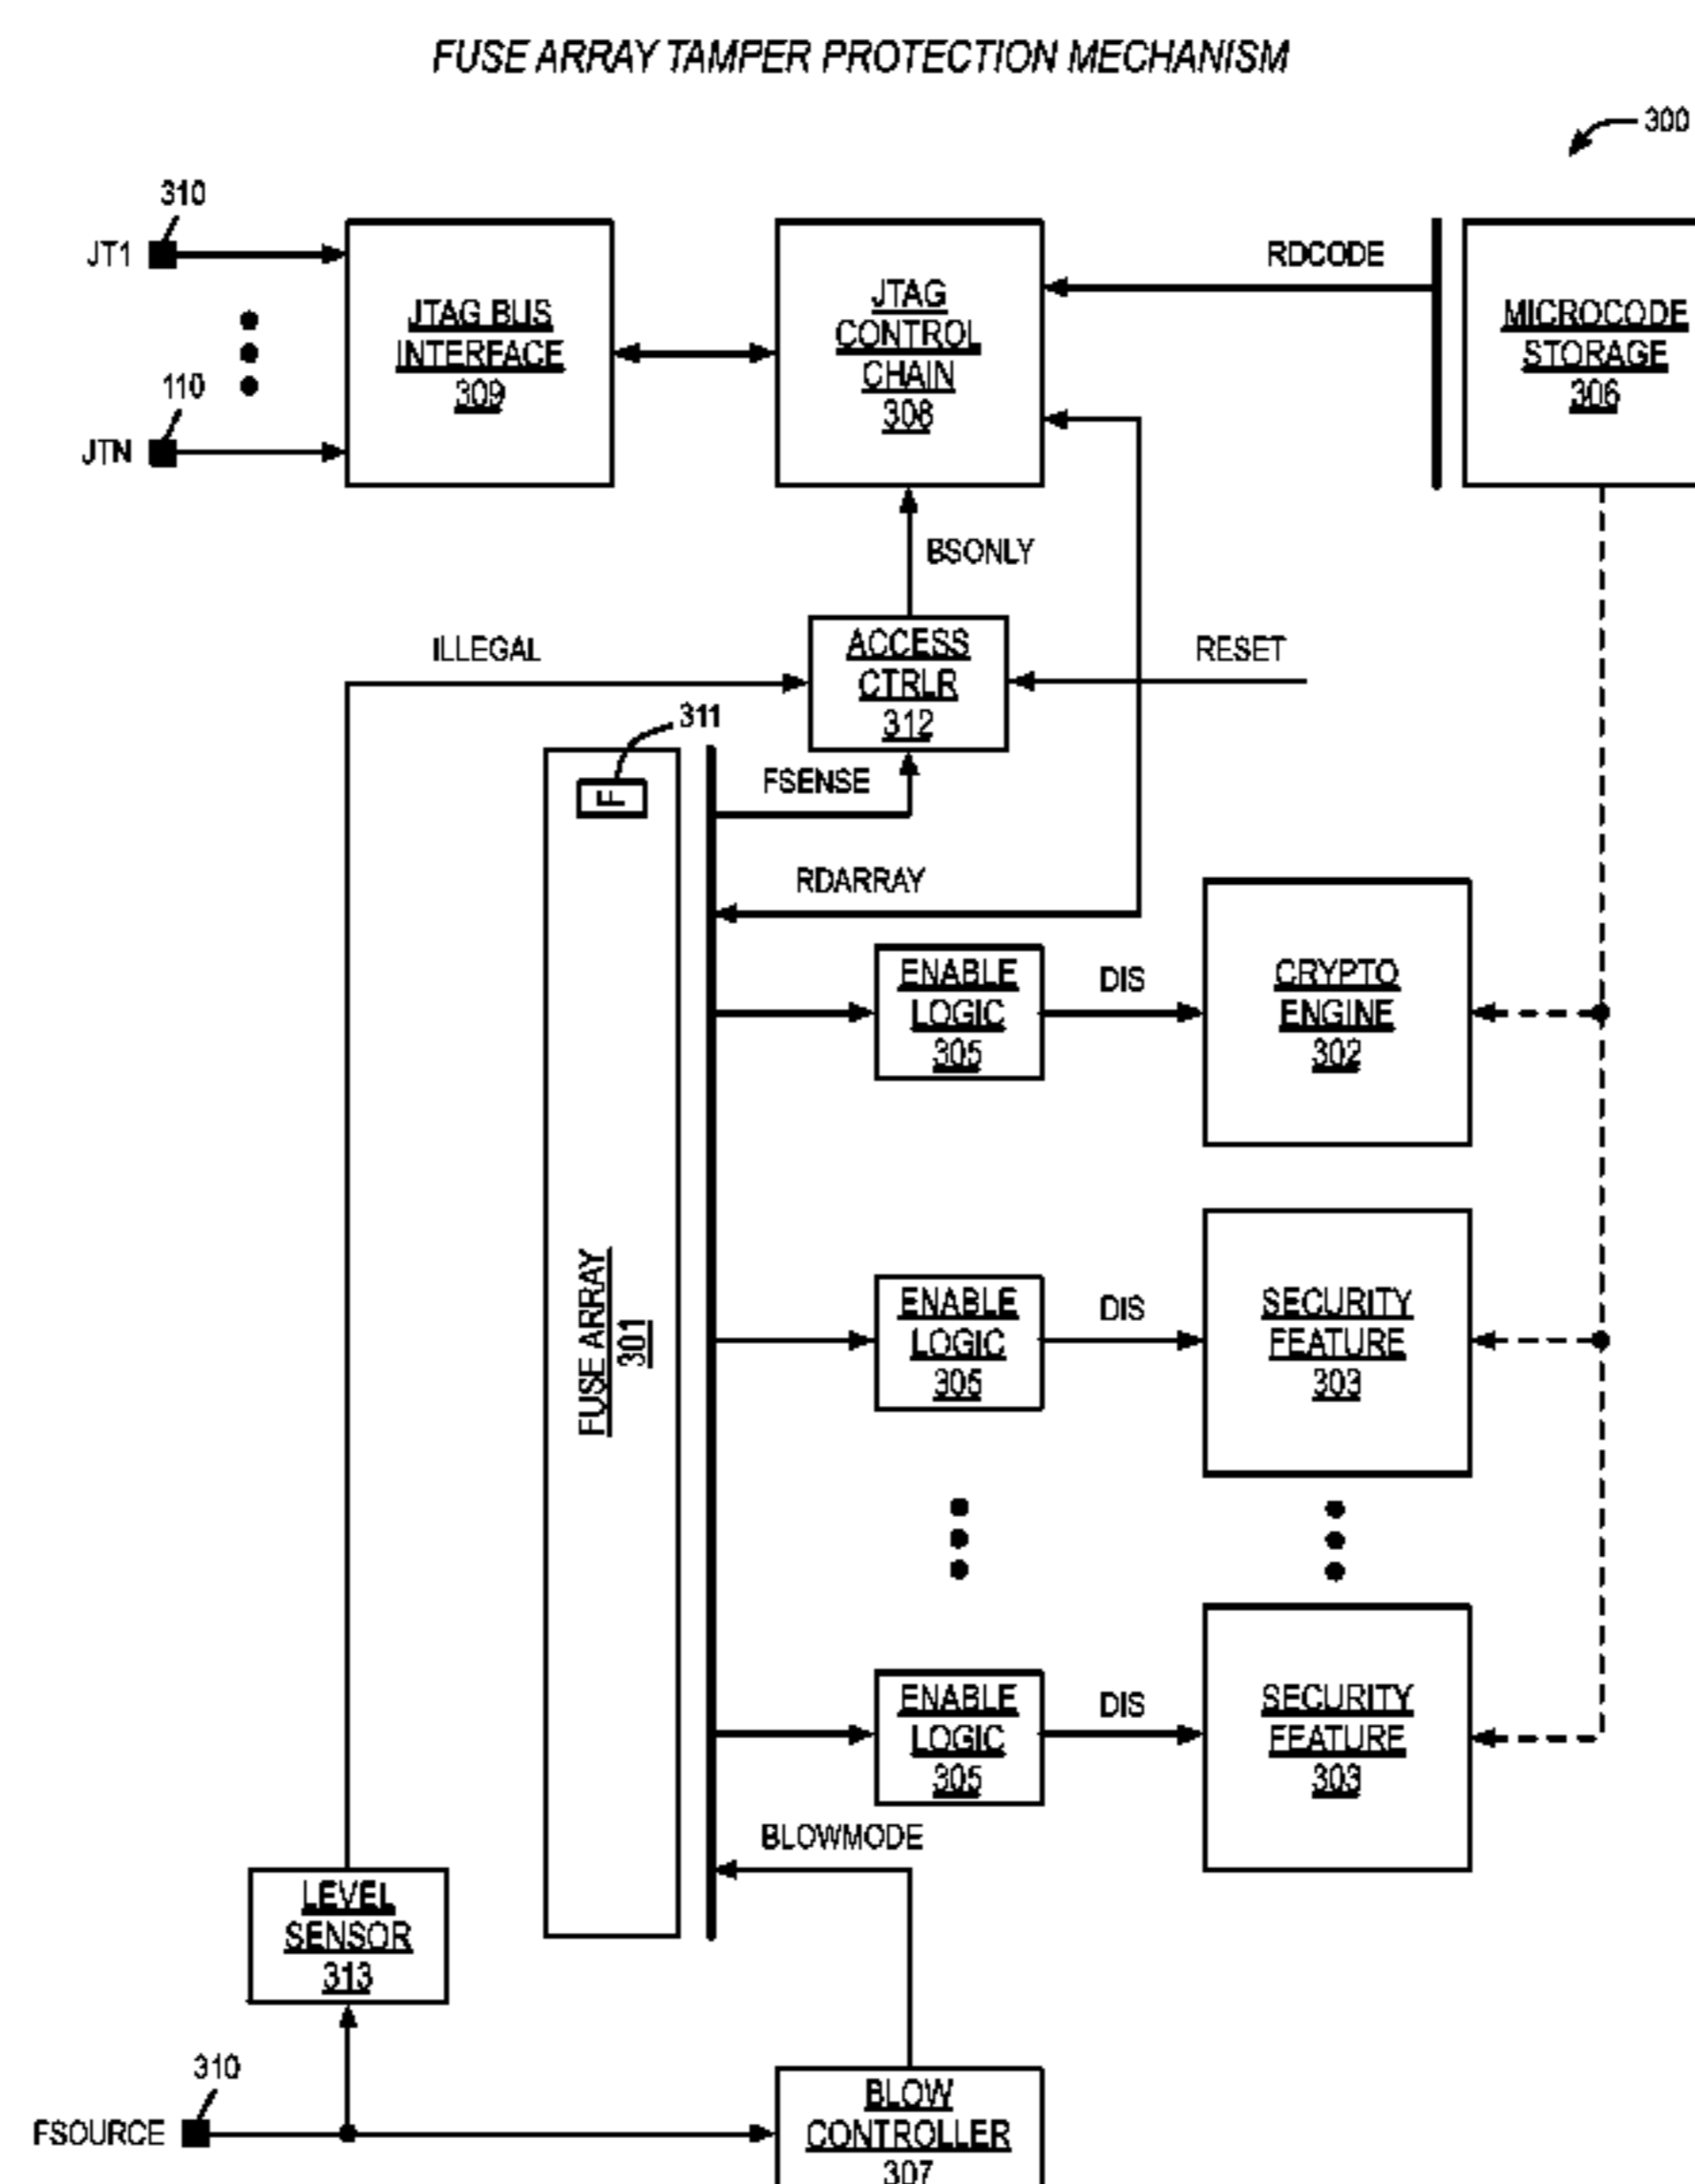 FUSE ARRAY TAMPER PROTECTION MECHANISM
300
310
JT1
110
JTN
JTAG BUS
INTERFACE
309
JTAG
CONTROL
CHAIN
308
RDCODE
MICROCODE
STORAGE
306
BSONLY
ILLEGAL
ACCESS
CTRLR
312
RESET
311
F
FSENSE
RDARRAY
FUSE ARRAY
301
ENABLE
LOGIC
305
DIS
CRYPTO
ENGINE
302
ENABLE
LOGIC
305
DIS
SECURITY
FEATURE
303
ENABLE
LOGIC
305
DIS
SECURITY
FEATURE
303
BLOWMODE
LEVEL
SENSOR
313
310
FSOURCE
BLOW
CONTROLLER
307